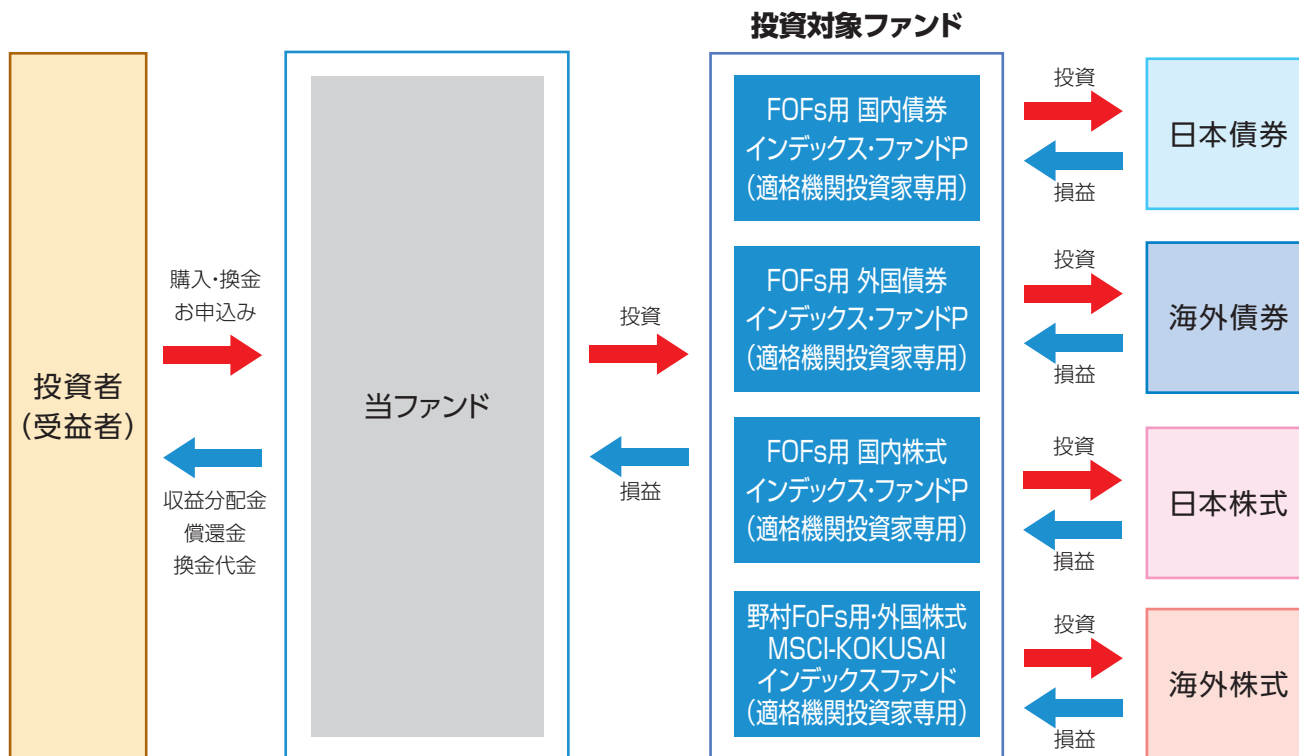 投資対象ファンド
投資者
(受益者)
購入・換金
お申込み
収益分配金
償還金
換金代金
当ファンド
投資
損益
FOFs用 国内債券
インデックス・ファンドP
(適格機関投資家専用)
投資
損益
日本債券
FOFs用 外国債券
インデックス・ファンドP
(適格機関投資家専用)
投資
損益
海外債券
FOFs用 国内株式
インデックス・ファンドP
(適格機関投資家専用)
投資
損益
日本株式
野村FoFs用・外国株式
MSCI-KOKUSAI
インデックスファンド
(適格機関投資家専用)
投資
損益
海外株式